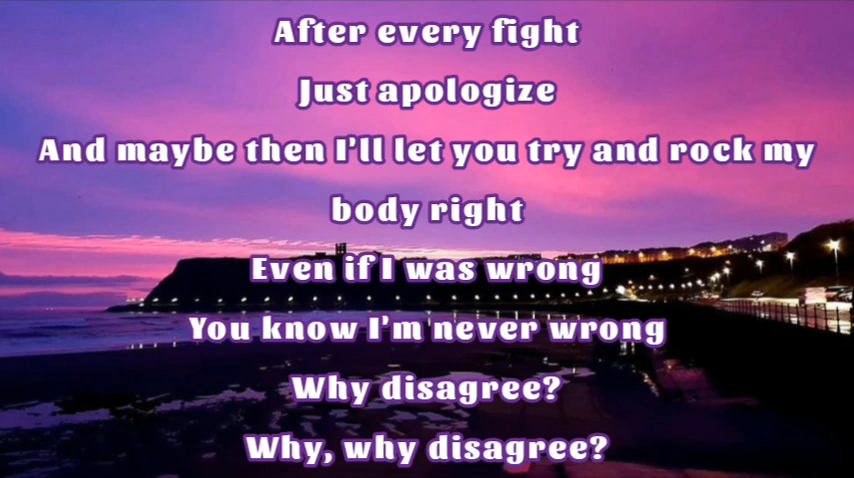 After every fight
Just apologize
And maybe then I'll let you try and rock my
body right
Even if I was wrong
You know I'm never wrong
Why disagree?
Why, why disagree?